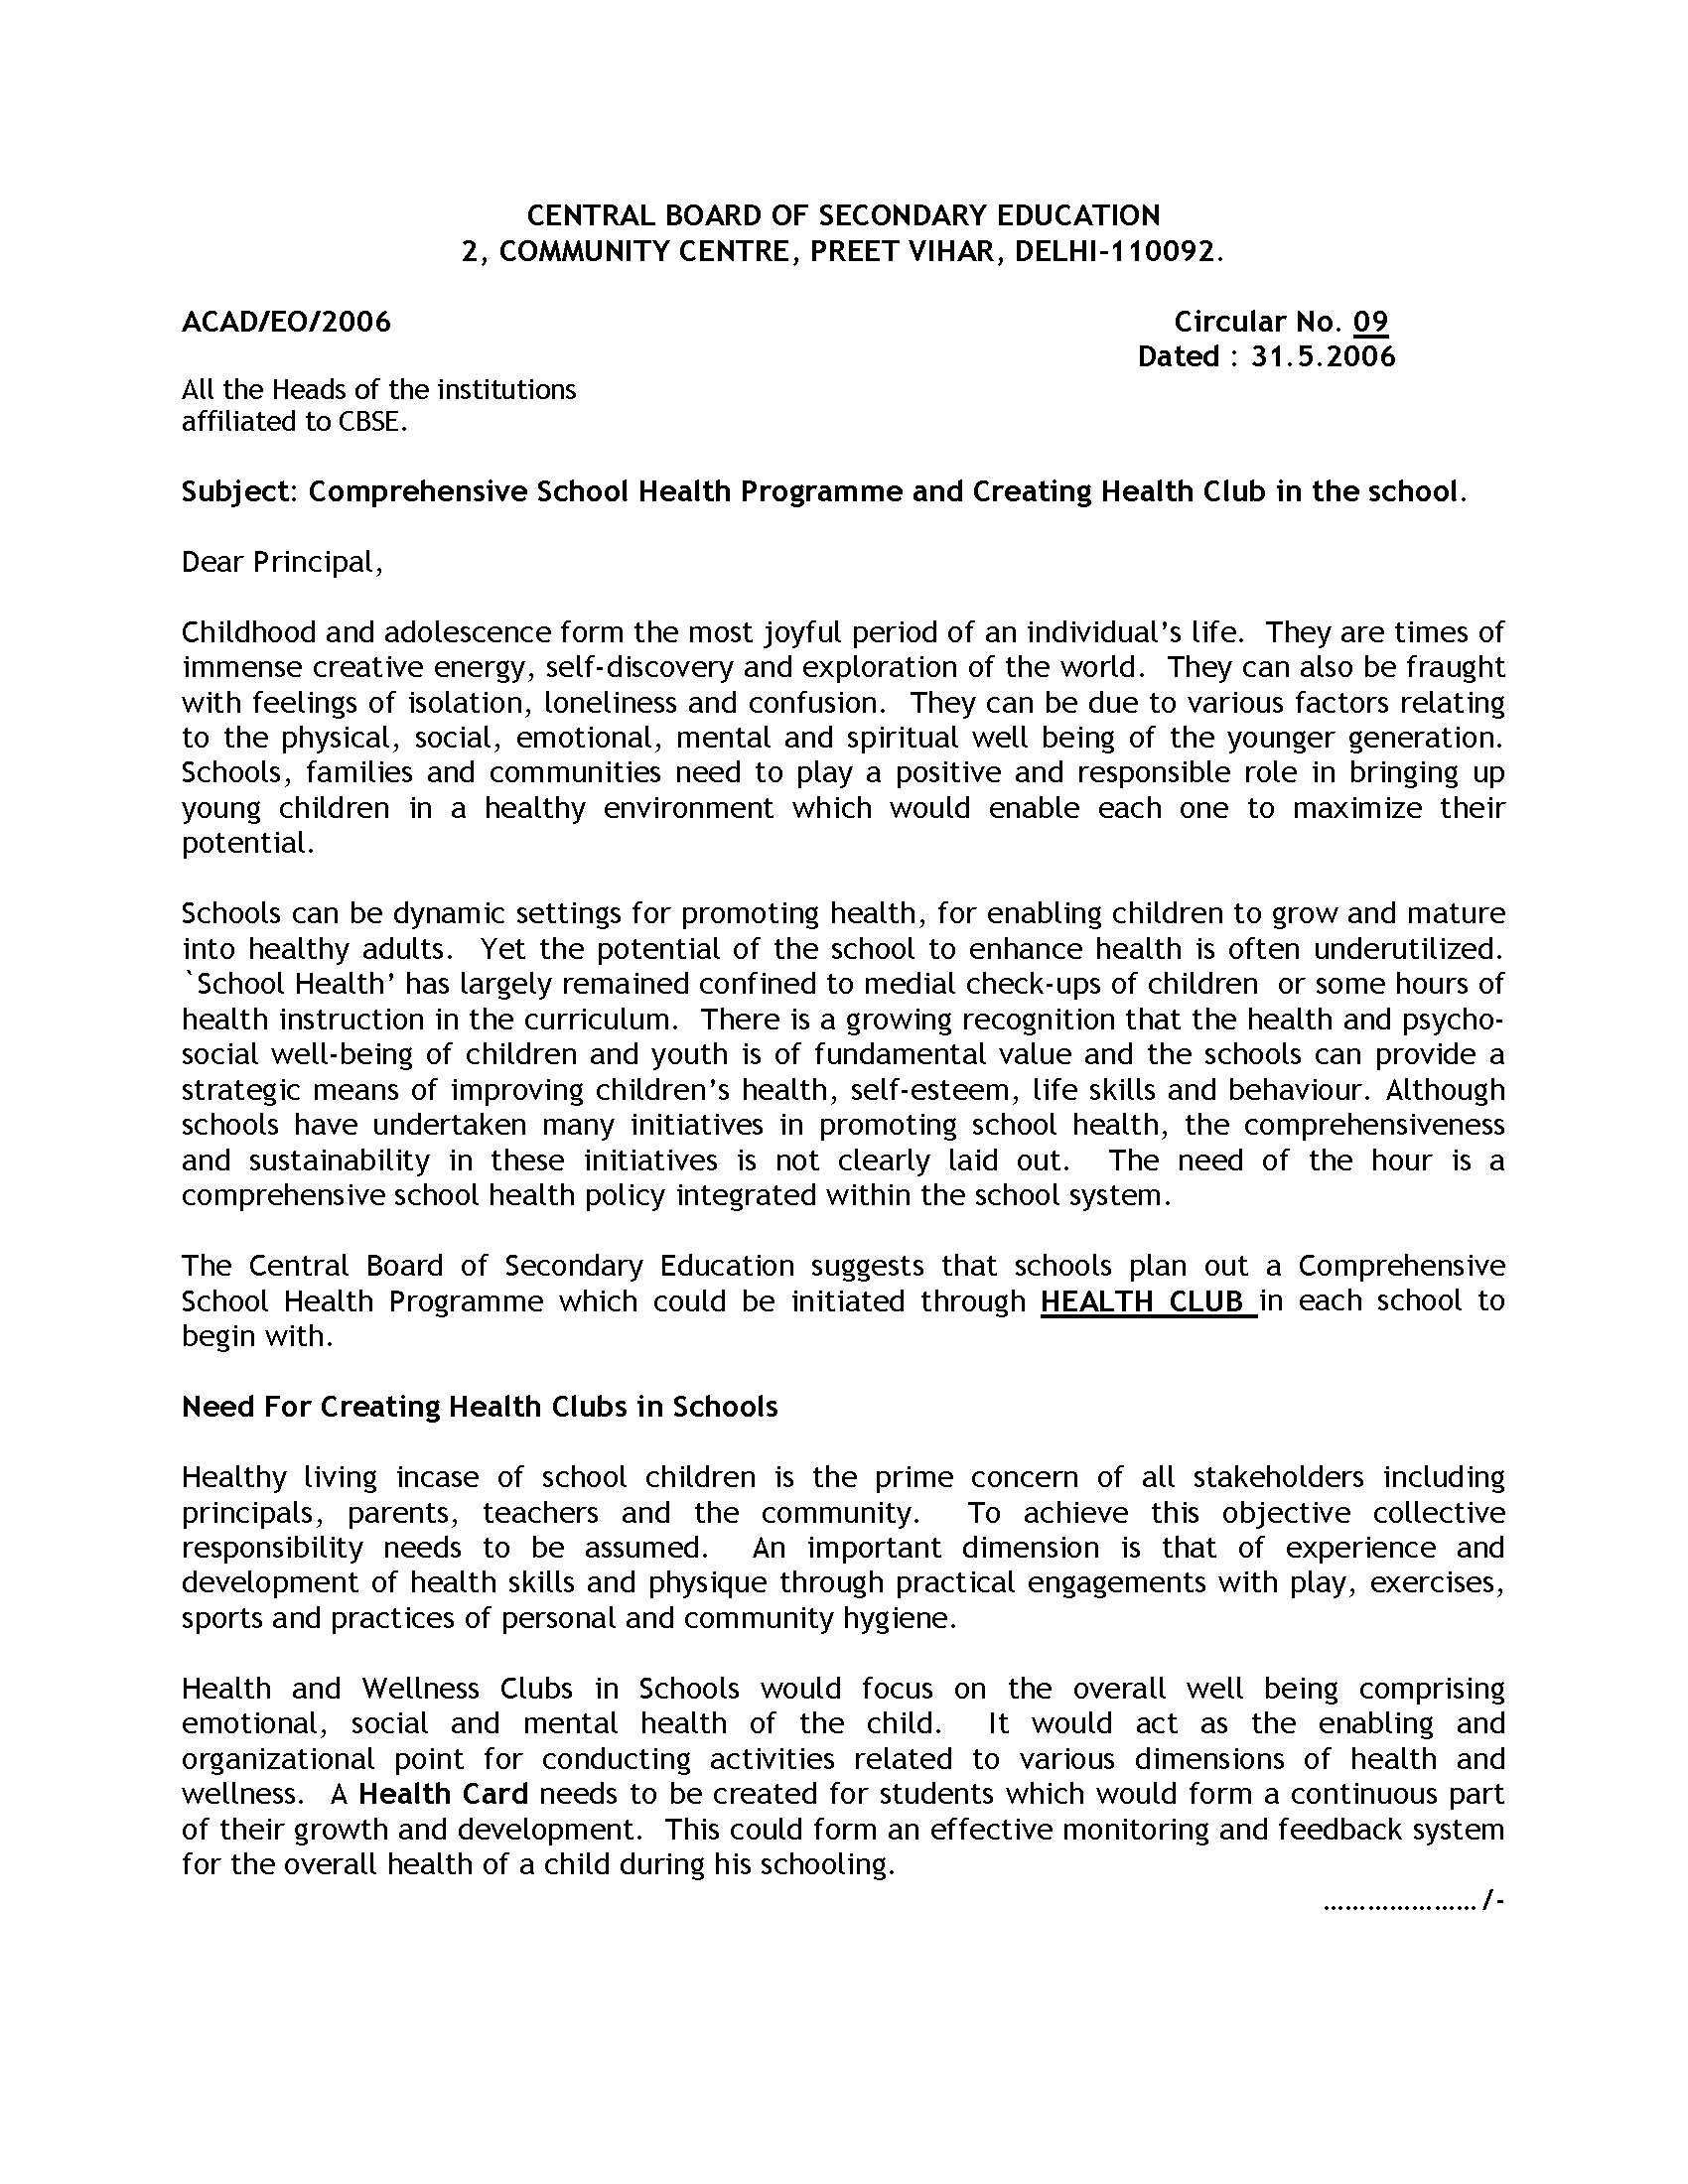 CENTRAL BOARD OF SECONDARY EDUCATION
2, COMMUNITY CENTRE, PREET VIHAR, DELHI-110092.
ACAD/EO/2006 Circular No. 09
Dated : 31.5.2006
All the Heads of the institutions
affiliated to CBSE.
Subject: Comprehensive School Health Programme and Creating Health Club in the school.
Dear Principal,
Childhood and adolescence form the most joyful period of an individual’s life. They are times of
immense creative energy, self-discovery and exploration of the world. They can also be fraught
with feelings of isolation, loneliness and confusion. They can be due to various factors relating
to the physical, social, emotional, mental and spiritual well being of the younger generation.
Schools, families and communities need to play a positive and responsible role in bringing up
young children in a healthy environment which would enable each one to maximize their
potential.
Schools can be dynamic settings for promoting health, for enabling children to grow and mature
into healthy adults. Yet the potential of the school to enhance health is often underutilized.
`School Health’ has largely remained confined to medial check-ups of children or some hours of
health instruction in the curriculum. There is a growing recognition that the health and psycho-
social well-being of children and youth is of fundamental value and the schools can provide a
strategic means of improving children’s health, self-esteem, life skills and behaviour. Although
schools have undertaken many initiatives in promoting school health, the comprehensiveness
and sustainability in these initiatives is not clearly laid out. The need of the hour is a
comprehensive school health policy integrated within the school system.
The Central Board of Secondary Education suggests that schools plan out a Comprehensive
School Health Programme which could be initiated through HEALTH CLUB in each school to
begin with.
Need For Creating Health Clubs in Schools
Healthy living incase of school children is the prime concern of all stakeholders including
principals, parents, teachers and the community. To achieve this objective collective
responsibility needs to be assumed. An important dimension is that of experience and
development of health skills and physique through practical engagements with play, exercises,
sports and practices of personal and community hygiene.
Health and Wellness Clubs in Schools would focus on the overall well being comprising
emotional, social and mental health of the child. It would act as the enabling and
organizational point for conducting activities related to various dimensions of health and
wellness. A Health Card needs to be created for students which would form a continuous part
of their growth and development. This could form an effective monitoring and feedback system
for the overall health of a child during his schooling.
…………………/-